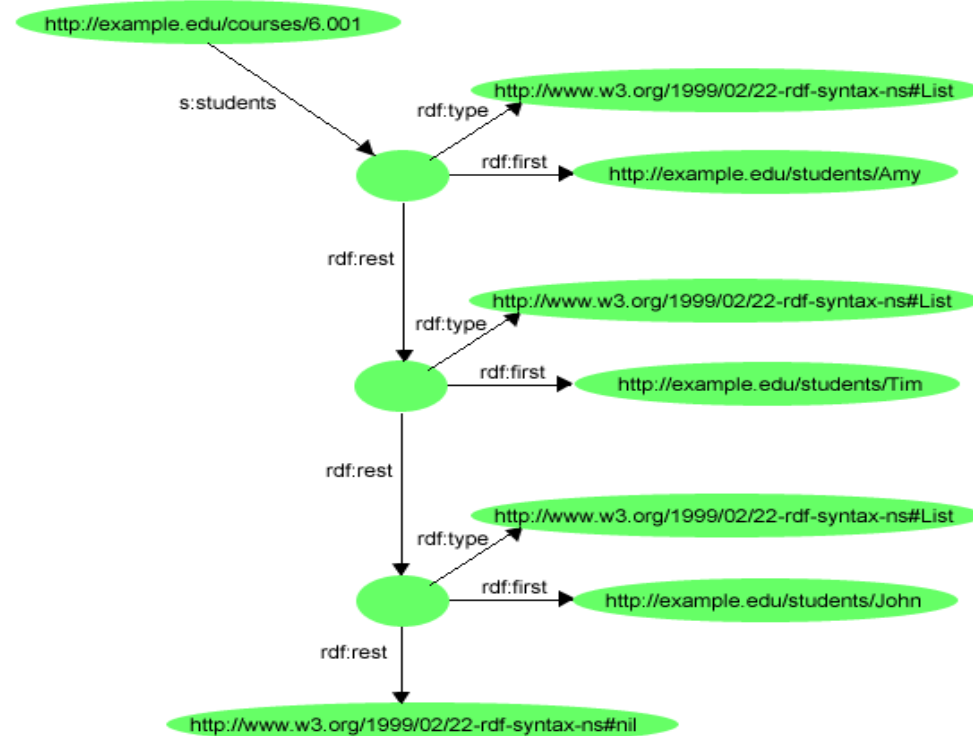 http://example.edu/courses/6.001
s:students
http://www.w3.org/1999/02/22-rdf-syntax-ns#List
rdf:type
rdf:first
http://example.edu/students/Amy
rdf:rest
http://www.w3.org/1999/02/22-rdf-syntax-ns#List
rdf:type
rdf:first
http://example.edu/students/Tim
rdf:rest
http://www.w3.org/1999/02/22-rdf-syntax-ns#List
rdf:type
rdf:first
http://example.edu/students/John
rdf:rest
http://www.w3.org/1999/02/22-rdf-syntax-ns#nil